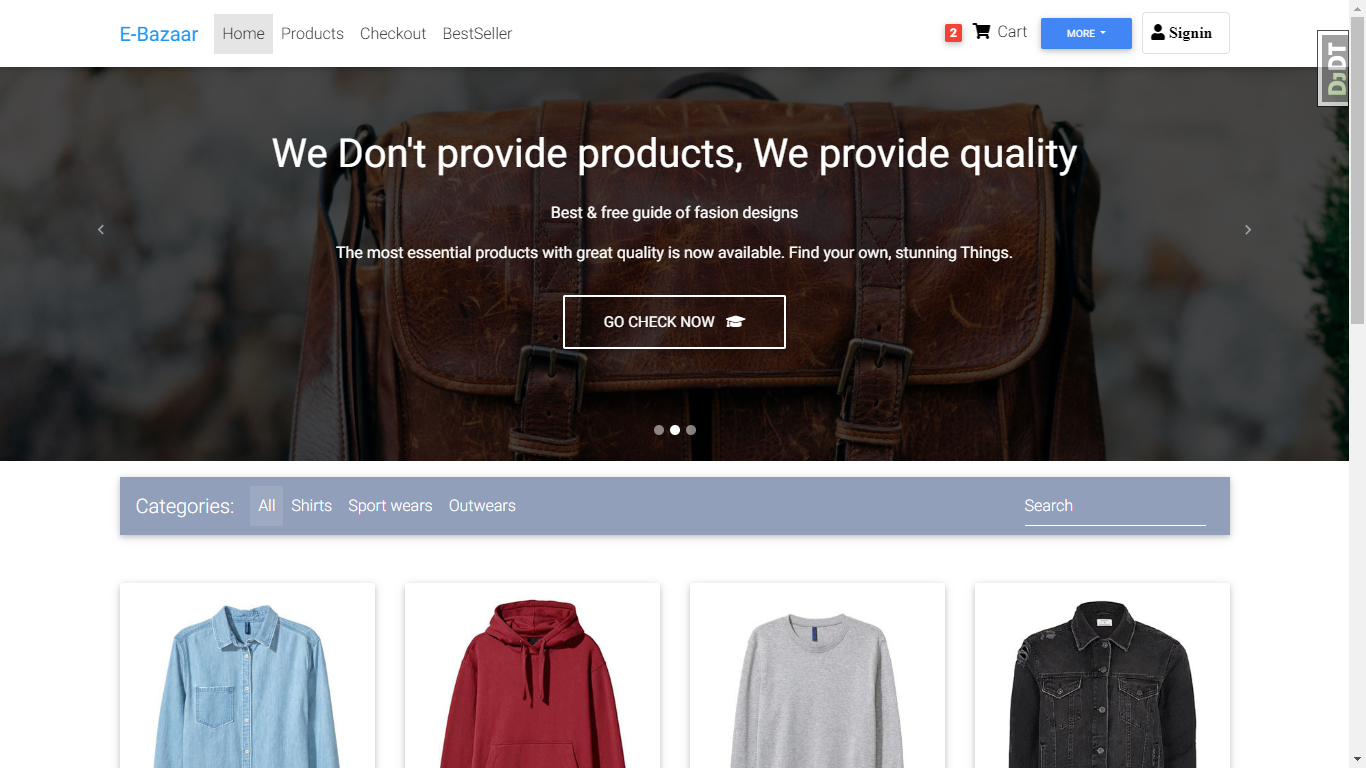 E-Bazaar Home Products Checkout BestSeller 2 Cart MORE Signin
DjDT
We Don't provide products, We provide quality
Best & free guide of fasion designs
The most essential products with great quality is now available. Find your own, stunning Things.
GO CHECK NOW
Categories: All Shirts Sport wears Outwears Search